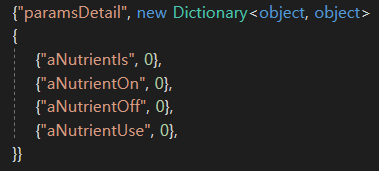 {"paramsDetail", new Dictionary<object, object>
{
{"aNutrientIs", 0},
{"aNutrientOn", 0},
{"aNutrientOff", 0},
{"aNutrientUse", 0},
}}